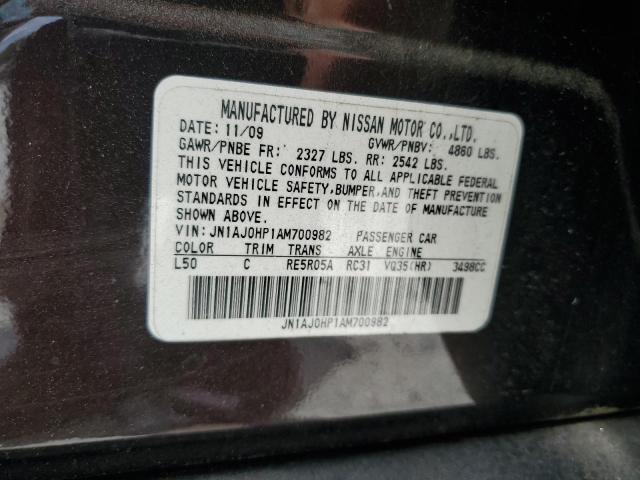 MANUFACTURED BY NISSAN MOTOR CO.,LTD.
DATE: 11/09 GVWR/PNBV: 4860 LBS.
GAWR/PNBE FR: 2327 LBS. RR: 2542 LBS.
THIS VEHICLE CONFORMS TO ALL APPLICABLE FEDERAL
MOTOR VEHICLE SAFETY, BUMPER, AND THEFT PREVENTION
STANDARDS IN EFFECT ON THE DATE OF MANUFACTURE
SHOWN ABOVE.
VIN: JN1AJ0HP1AM700982 PASSENGER CAR
COLOR TRIM TRANS AXLE ENGINE
L50 C RE5R05A RC31 VQ35(HR) 3498CC
JN1AJ0HP1AM700982